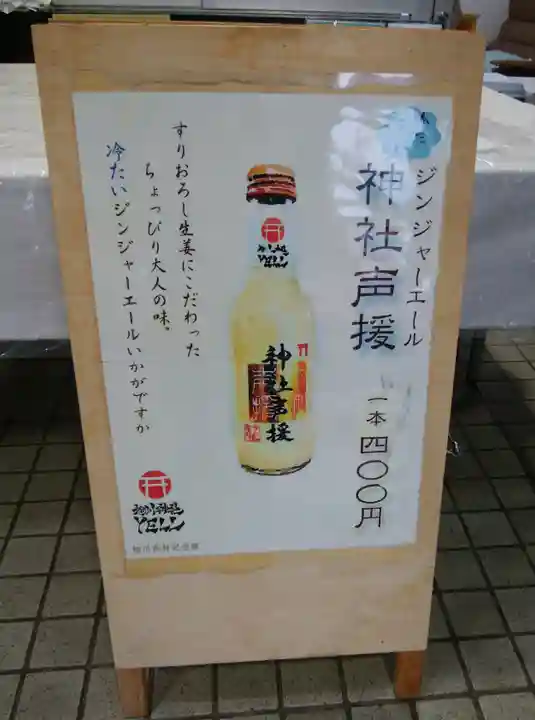 ジンジャーエール
神社声援
一本 四〇〇円
神社声援
すりおろし生姜にこだわった
ちょっぴり大人の味。
冷たいジンジャーエールいかがですか